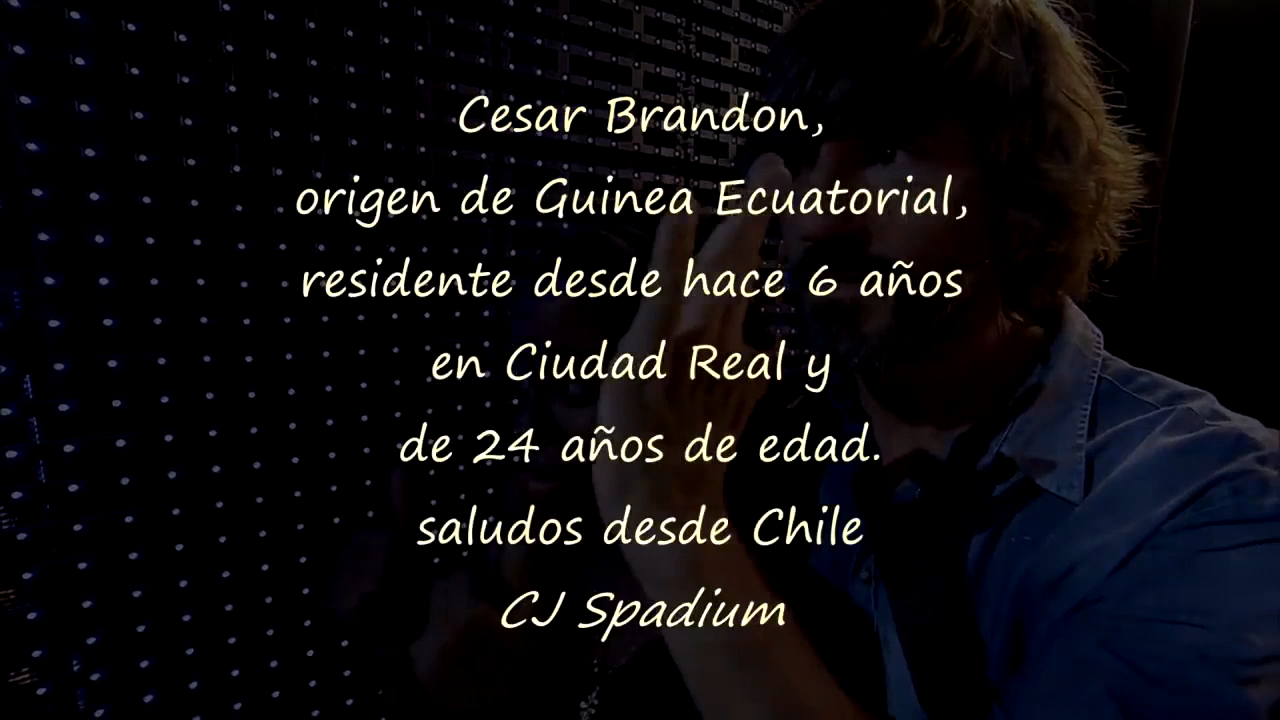 Cesar Brandon,
origen de Guinea Ecuatorial,
residente desde hace 6 años
en Ciudad Real y
de 24 años de edad.
saludos desde Chile
CJ Spadium